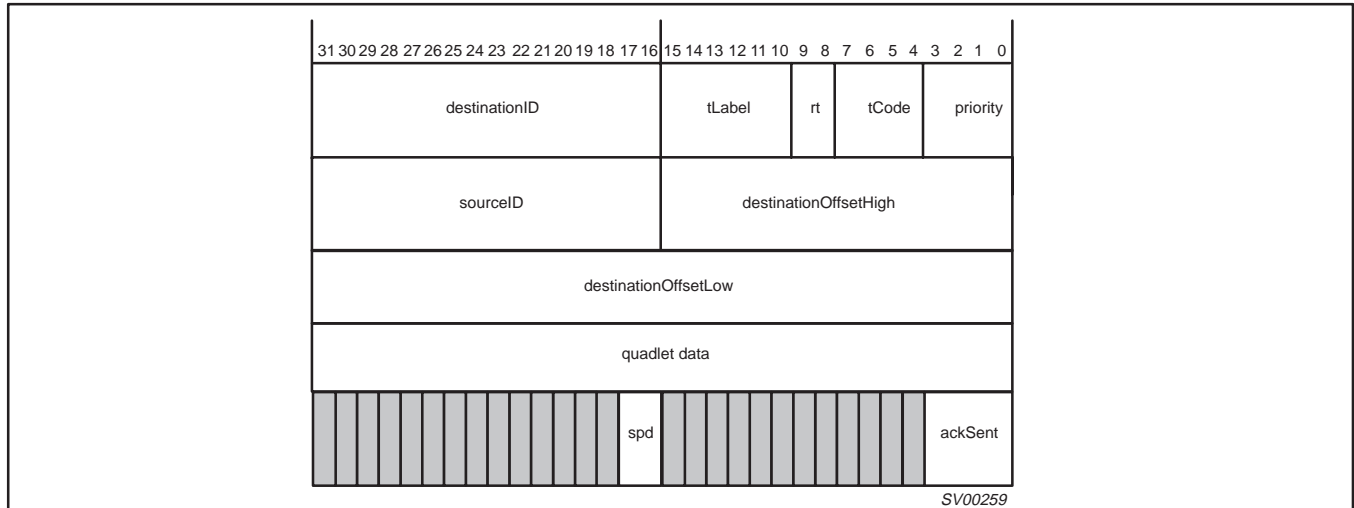 31 30 29 28 27 26 25 24 23 22 21 20 19 18 17 16 15 14 13 12 11 10 9 8 7 6 5 4 3 2 1 0
destinationID tLabel rt tCode priority
sourceID destinationOffsetHigh
destinationOffsetLow
quadlet data
spd ackSent
SV00259